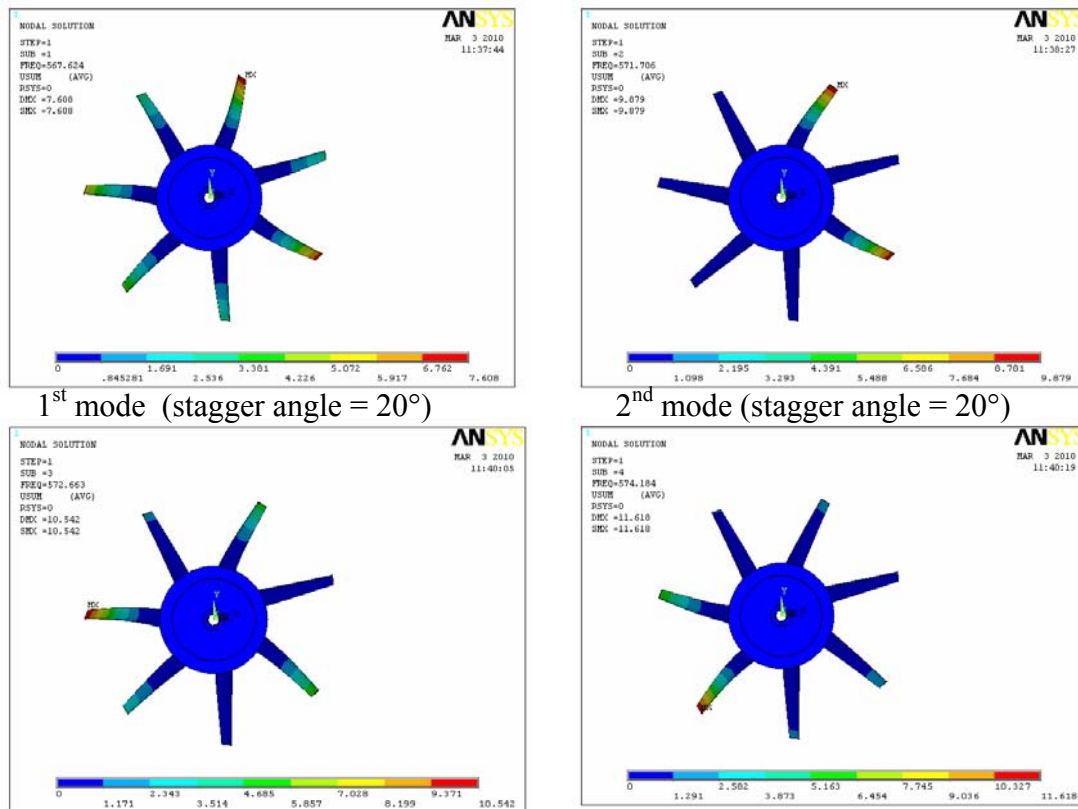 1
NODAL SOLUTION
STEP=1
SUB =1
FREQ=567.624
USUM (AVG)
RSYS=0
DMX =7.608
SMX =7.608
ANSYS
MAR 3 2010
11:37:44
MX
Y
0 1.691 3.381 5.072 6.762
.845281 2.536 4.226 5.917 7.608
1st mode (stagger angle = 20°)
1
NODAL SOLUTION
STEP=1
SUB =2
FREQ=571.706
USUM (AVG)
RSYS=0
DMX =9.879
SMX =9.879
ANSYS
MAR 3 2010
11:38:27
MX
Y
0 2.195 4.391 6.586 8.781
1.098 3.293 5.488 7.684 9.879
2nd mode (stagger angle = 20°)
1
NODAL SOLUTION
STEP=1
SUB =3
FREQ=572.663
USUM (AVG)
RSYS=0
DMX =10.542
SMX =10.542
ANSYS
MAR 3 2010
11:40:05
MX
Y
0 2.343 4.685 7.028 9.371
1.171 3.514 5.857 8.199 10.542
1
NODAL SOLUTION
STEP=1
SUB =4
FREQ=574.184
USUM (AVG)
RSYS=0
DMX =11.618
SMX =11.618
ANSYS
MAR 3 2010
11:40:19
MX
Y
0 2.582 5.163 7.745 10.327
1.291 3.873 6.454 9.036 11.618